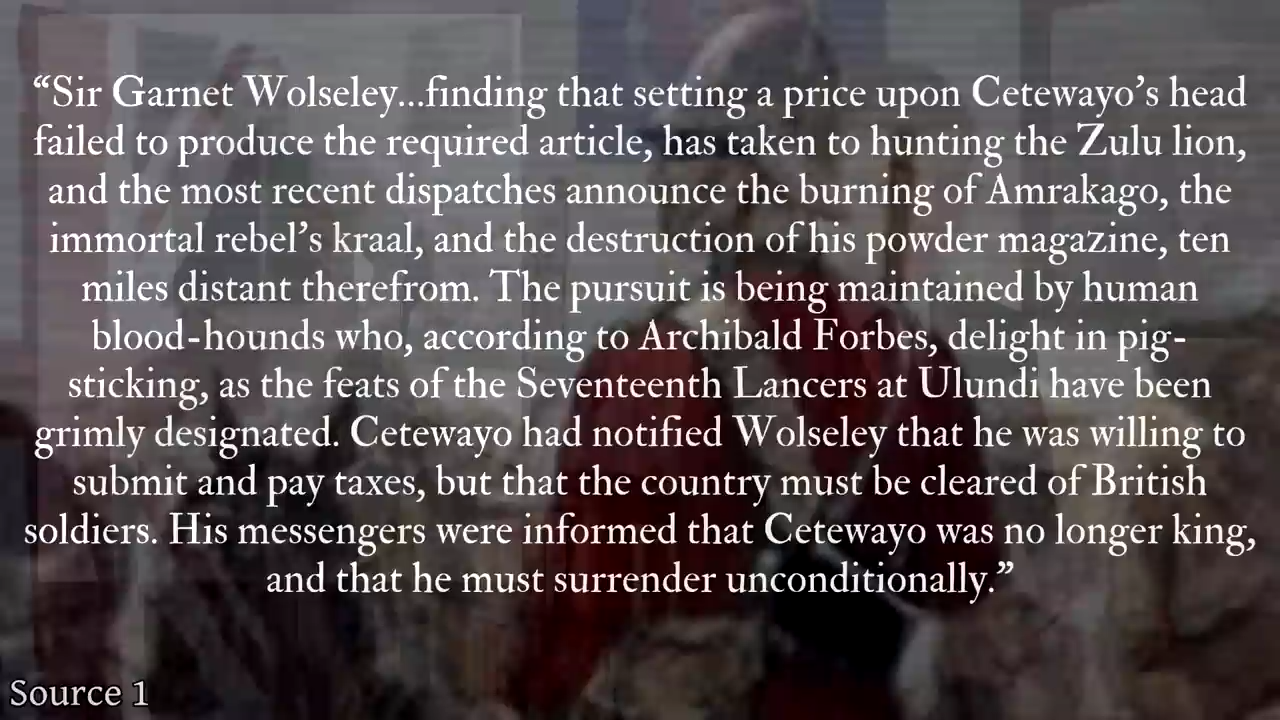 “Sir Garnet Wolseley...finding that setting a price upon Cetewayo’s head
failed to produce the required article, has taken to hunting the Zulu lion,
and the most recent dispatches announce the burning of Amrakago, the
immortal rebel’s kraal, and the destruction of his powder magazine, ten
miles distant therefrom. The pursuit is being maintained by human
blood-hounds who, according to Archibald Forbes, delight in pig-
sticking, as the feats of the Seventeenth Lancers at Ulundi have been
grimly designated. Cetewayo had notified Wolseley that he was willing to
submit and pay taxes, but that the country must be cleared of British
soldiers. His messengers were informed that Cetewayo was no longer king,
and that he must surrender unconditionally.”
Source 1